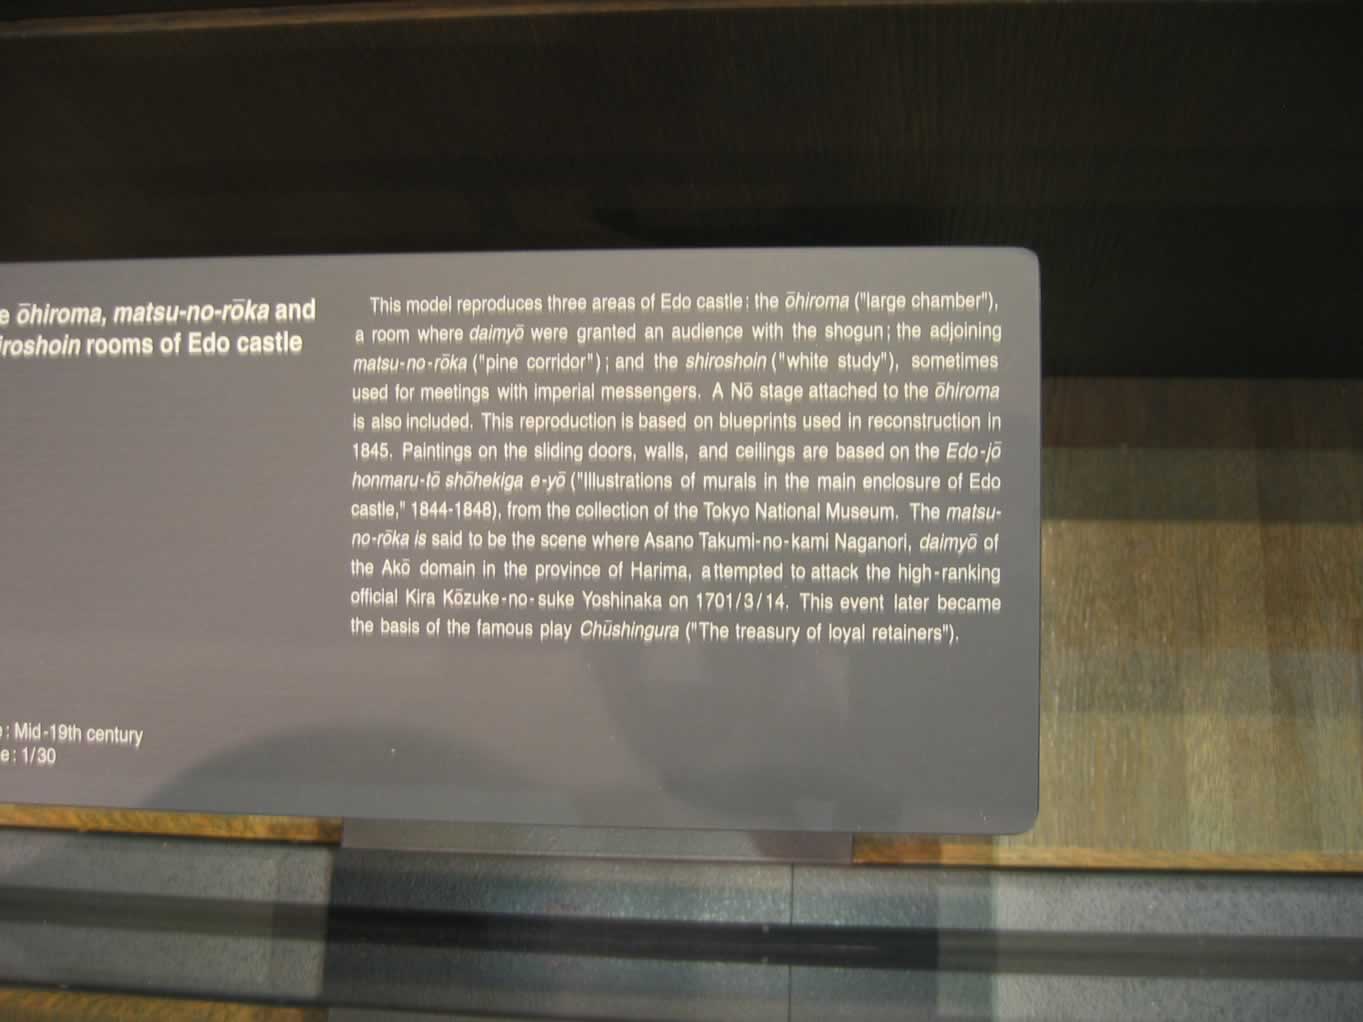 e ōhiroma, matsu-no-rōka and
iroshoin rooms of Edo castle
This model reproduces three areas of Edo castle: the ōhiroma ("large chamber"),
a room where daimyō were granted an audience with the shogun; the adjoining
matsu-no-rōka ("pine corridor"); and the shiroshoin ("white study"), sometimes
used for meetings with imperial messengers. A Nō stage attached to the ōhiroma
is also included. This reproduction is based on blueprints used in reconstruction in
1845. Paintings on the sliding doors, walls, and ceilings are based on the Edo-jō
honmaru-tō shōhekiga e-yō ("Illustrations of murals in the main enclosure of Edo
castle," 1844-1848), from the collection of the Tokyo National Museum. The matsu-
no-rōka is said to be the scene where Asano Takumi-no-kami Naganori, daimyō of
the Akō domain in the province of Harima, attempted to attack the high-ranking
official Kira Kōzuke-no-suke Yoshinaka on 1701/3/14. This event later became
the basis of the famous play Chūshingura ("The treasury of loyal retainers").
e: Mid-19th century
e: 1/30